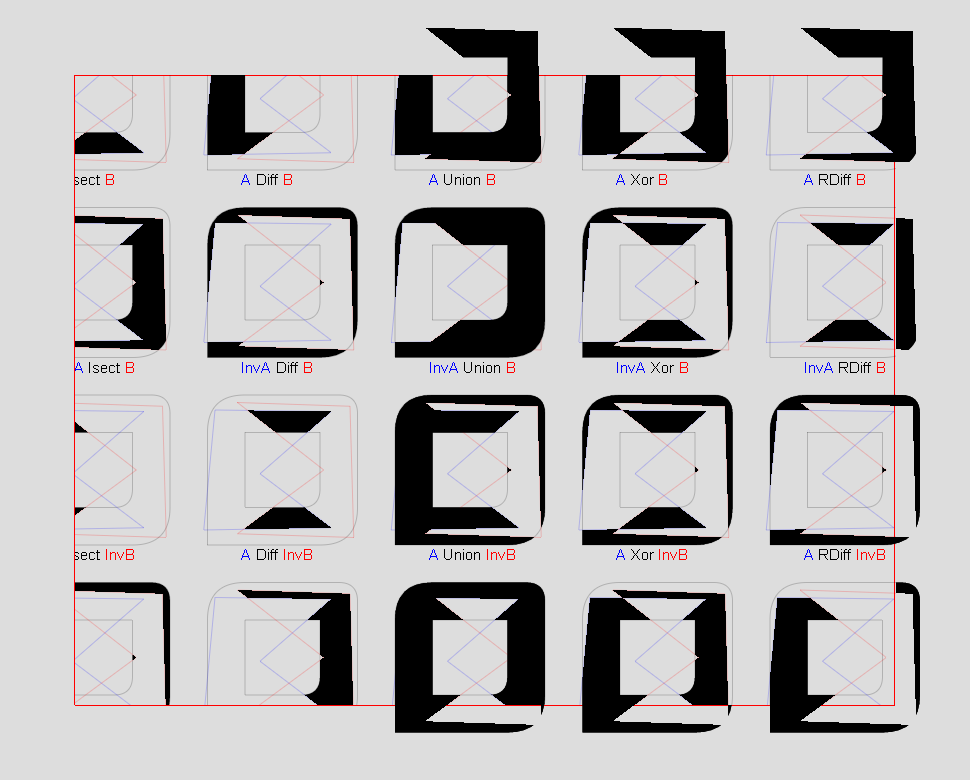 sect B A Diff B A Union B A Xor B A RDiff B
A Isect B InvA Diff B InvA Union B InvA Xor B InvA RDiff B
sect InvB A Diff InvB A Union InvB A Xor InvB A RDiff InvB